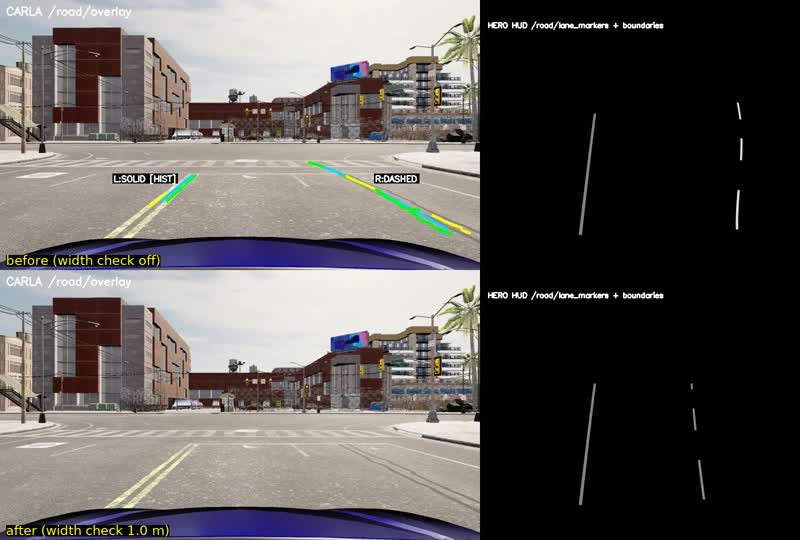 CARLA /road/overlay
HERO HUD /road/lane_markers + boundaries
L:SOLID [HIST]
R:DASHED
before (width check off)
CARLA /road/overlay
HERO HUD /road/lane_markers + boundaries
after (width check 1.0 m)